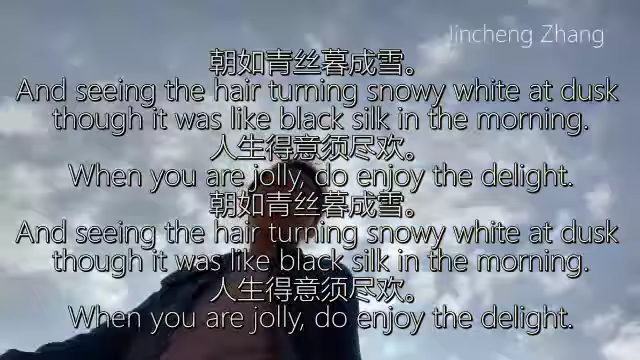 Jincheng Zhang
朝如青丝暮成雪。
And seeing the hair turning snowy white at dusk
though it was like black silk in the morning.
人生得意须尽欢。
When you are jolly, do enjoy the delight.
朝如青丝暮成雪。
And seeing the hair turning snowy white at dusk
though it was like black silk in the morning.
人生得意须尽欢。
When you are jolly, do enjoy the delight.